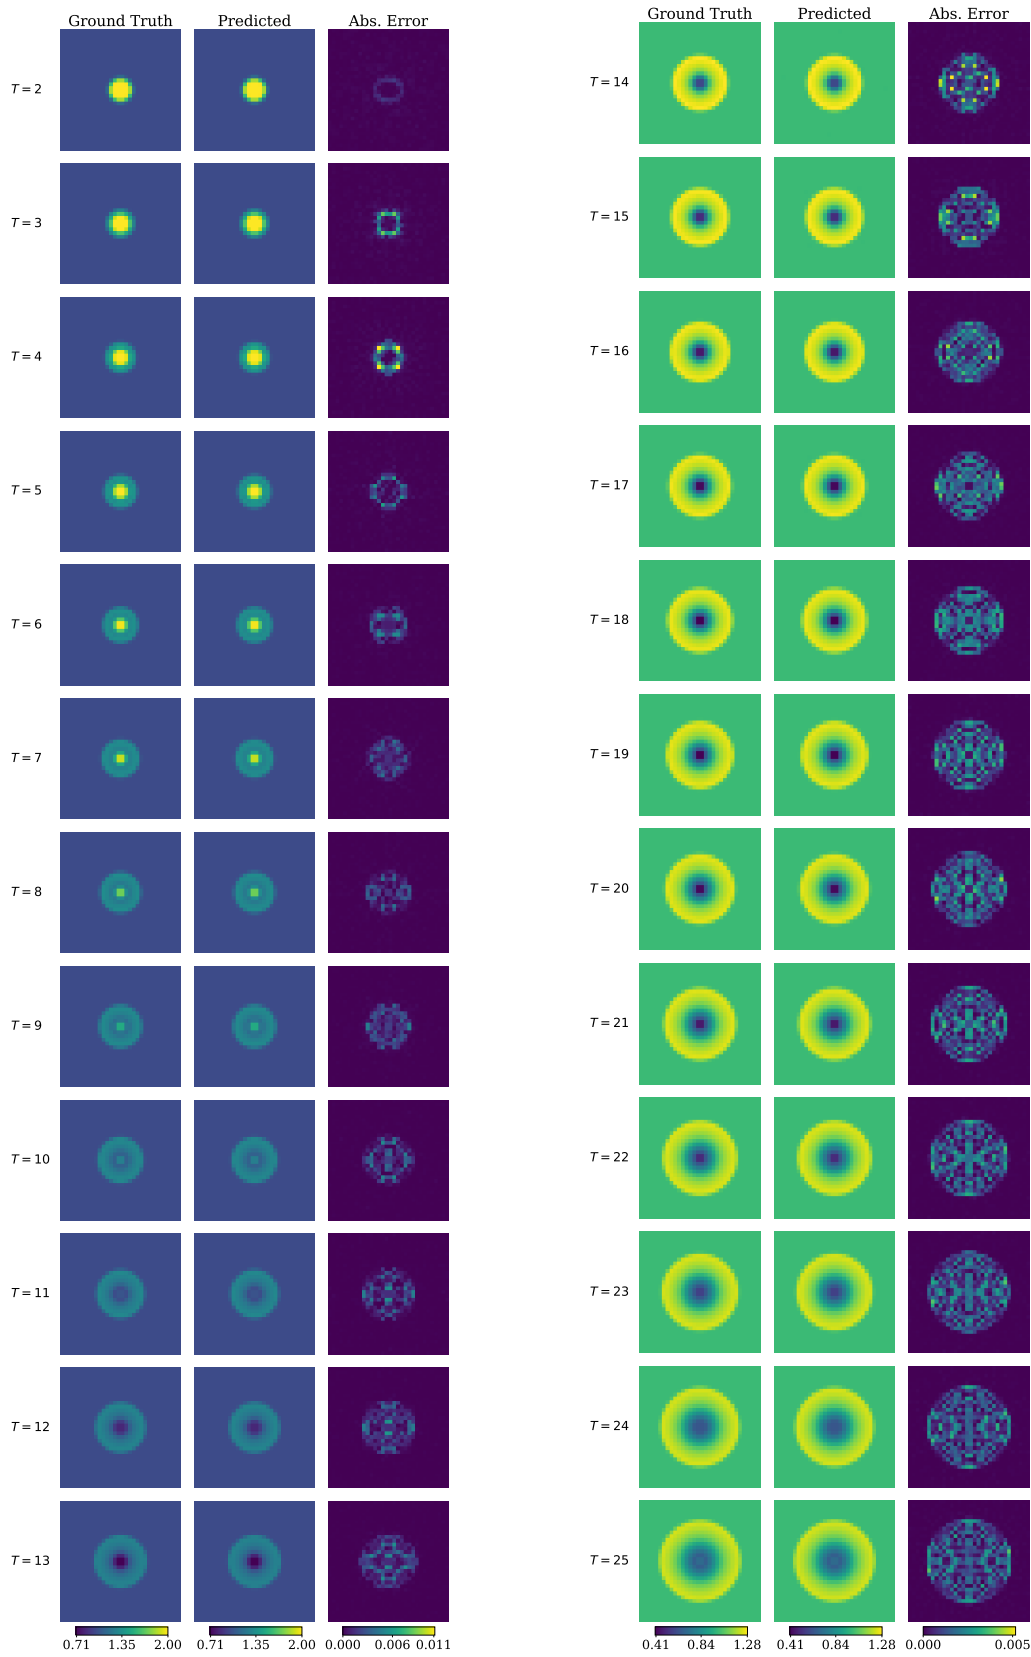 Ground Truth Predicted Abs. Error
T = 2
T = 3
T = 4
T = 5
T = 6
T = 7
T = 8
T = 9
T = 10
T = 11
T = 12
T = 13
0.71 1.35 2.00 0.71 1.35 2.00 0.000 0.006 0.011
Ground Truth Predicted Abs. Error
T = 14
T = 15
T = 16
T = 17
T = 18
T = 19
T = 20
T = 21
T = 22
T = 23
T = 24
T = 25
0.41 0.84 1.28 0.41 0.84 1.28 0.000 0.005